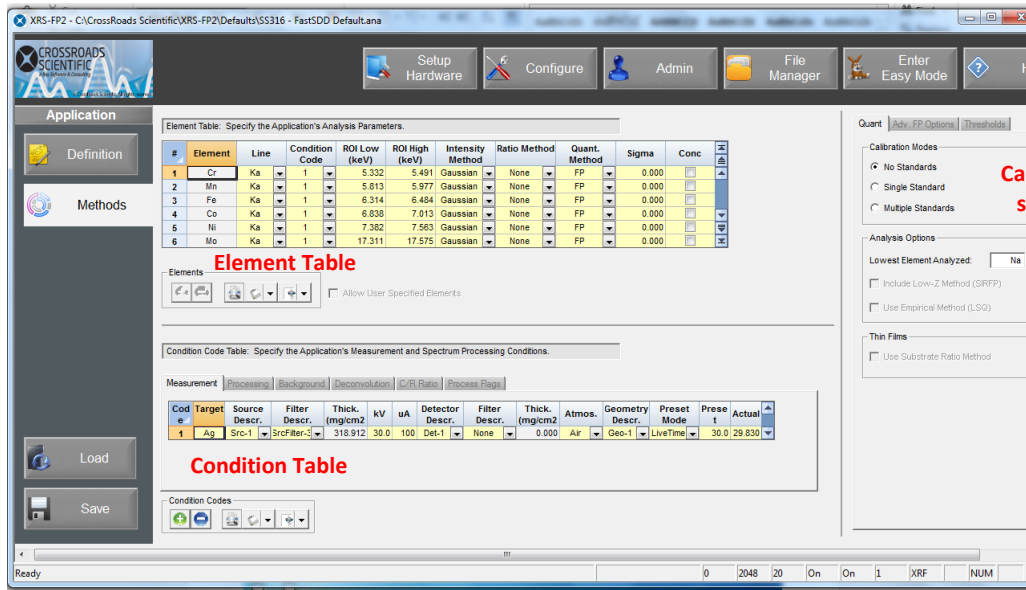 XRS-FP2 - C:\CrossRoads Scientific\XRS-FP2\Defaults\SS316 - FastSDD Default.ana
CROSSROADS
SCIENTIFIC
Setup Hardware
Configure
Admin
File Manager
Enter Easy Mode
H
Application
Definition
Methods
Load
Save
Element Table: Specify the Application's Analysis Parameters.
# Element Line Condition Code ROI Low (keV) ROI High (keV) Intensity Method Ratio Method Quant. Method Sigma Conc
1 Cr Ka 1 5.332 5.491 Gaussian None FP 0.000
2 Mn Ka 1 5.813 5.977 Gaussian None FP 0.000
3 Fe Ka 1 6.314 6.484 Gaussian None FP 0.000
4 Co Ka 1 6.838 7.013 Gaussian None FP 0.000
5 Ni Ka 1 7.382 7.563 Gaussian None FP 0.000
6 Mo Ka 1 17.311 17.575 Gaussian None FP 0.000
Element Table
Elements
Allow User Specified Elements
Condition Code Table: Specify the Application's Measurement and Spectrum Processing Conditions.
Measurement Processing Background Deconvolution C/R Ratio Process Flags
Cod e Target Source Descr. Filter Descr. Thick. (mg/cm2 kV uA Detector Descr. Filter Descr. Thick. (mg/cm2 Atmos. Geometry Descr. Preset Mode Prese t Actual
1 Ag Src-1 SrcFilter-3 318.912 30.0 100 Det-1 None 0.000 Air Geo-1 LiveTime 30.0 29.830
Condition Table
Condition Codes
Quant Adv. FP Options Thresholds
Calibration Modes
No Standards
Single Standard
Multiple Standards
Ca
s
Analysis Options
Lowest Element Analyzed: Na
Include Low-Z Method (SIRFP)
Use Empirical Method (LSG)
Thin Films
Use Substrate Ratio Method
Ready 0 2048 20 On On 1 XRF NUM